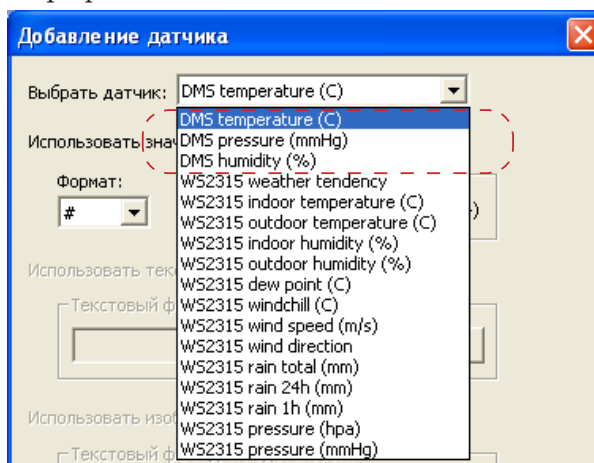 Добавление датчика
Выбрать датчик: DMS temperature (C)
DMS temperature (C)
Использовать
DMS pressure (mmHg)
DMS humidity (%)
Формат:
WS2315 weather tendency
WS2315 indoor temperature (C)
#
WS2315 outdoor temperature (C)
WS2315 indoor humidity (%)
WS2315 outdoor humidity (%)
Использовать
WS2315 dew point (C)
Текстовый
WS2315 windchill (C)
WS2315 wind speed (m/s)
WS2315 wind direction
WS2315 rain total (mm)
WS2315 rain 24h (mm)
Использовать
WS2315 rain 1h (mm)
WS2315 pressure (hpa)
Текстовый
WS2315 pressure (mmHg)